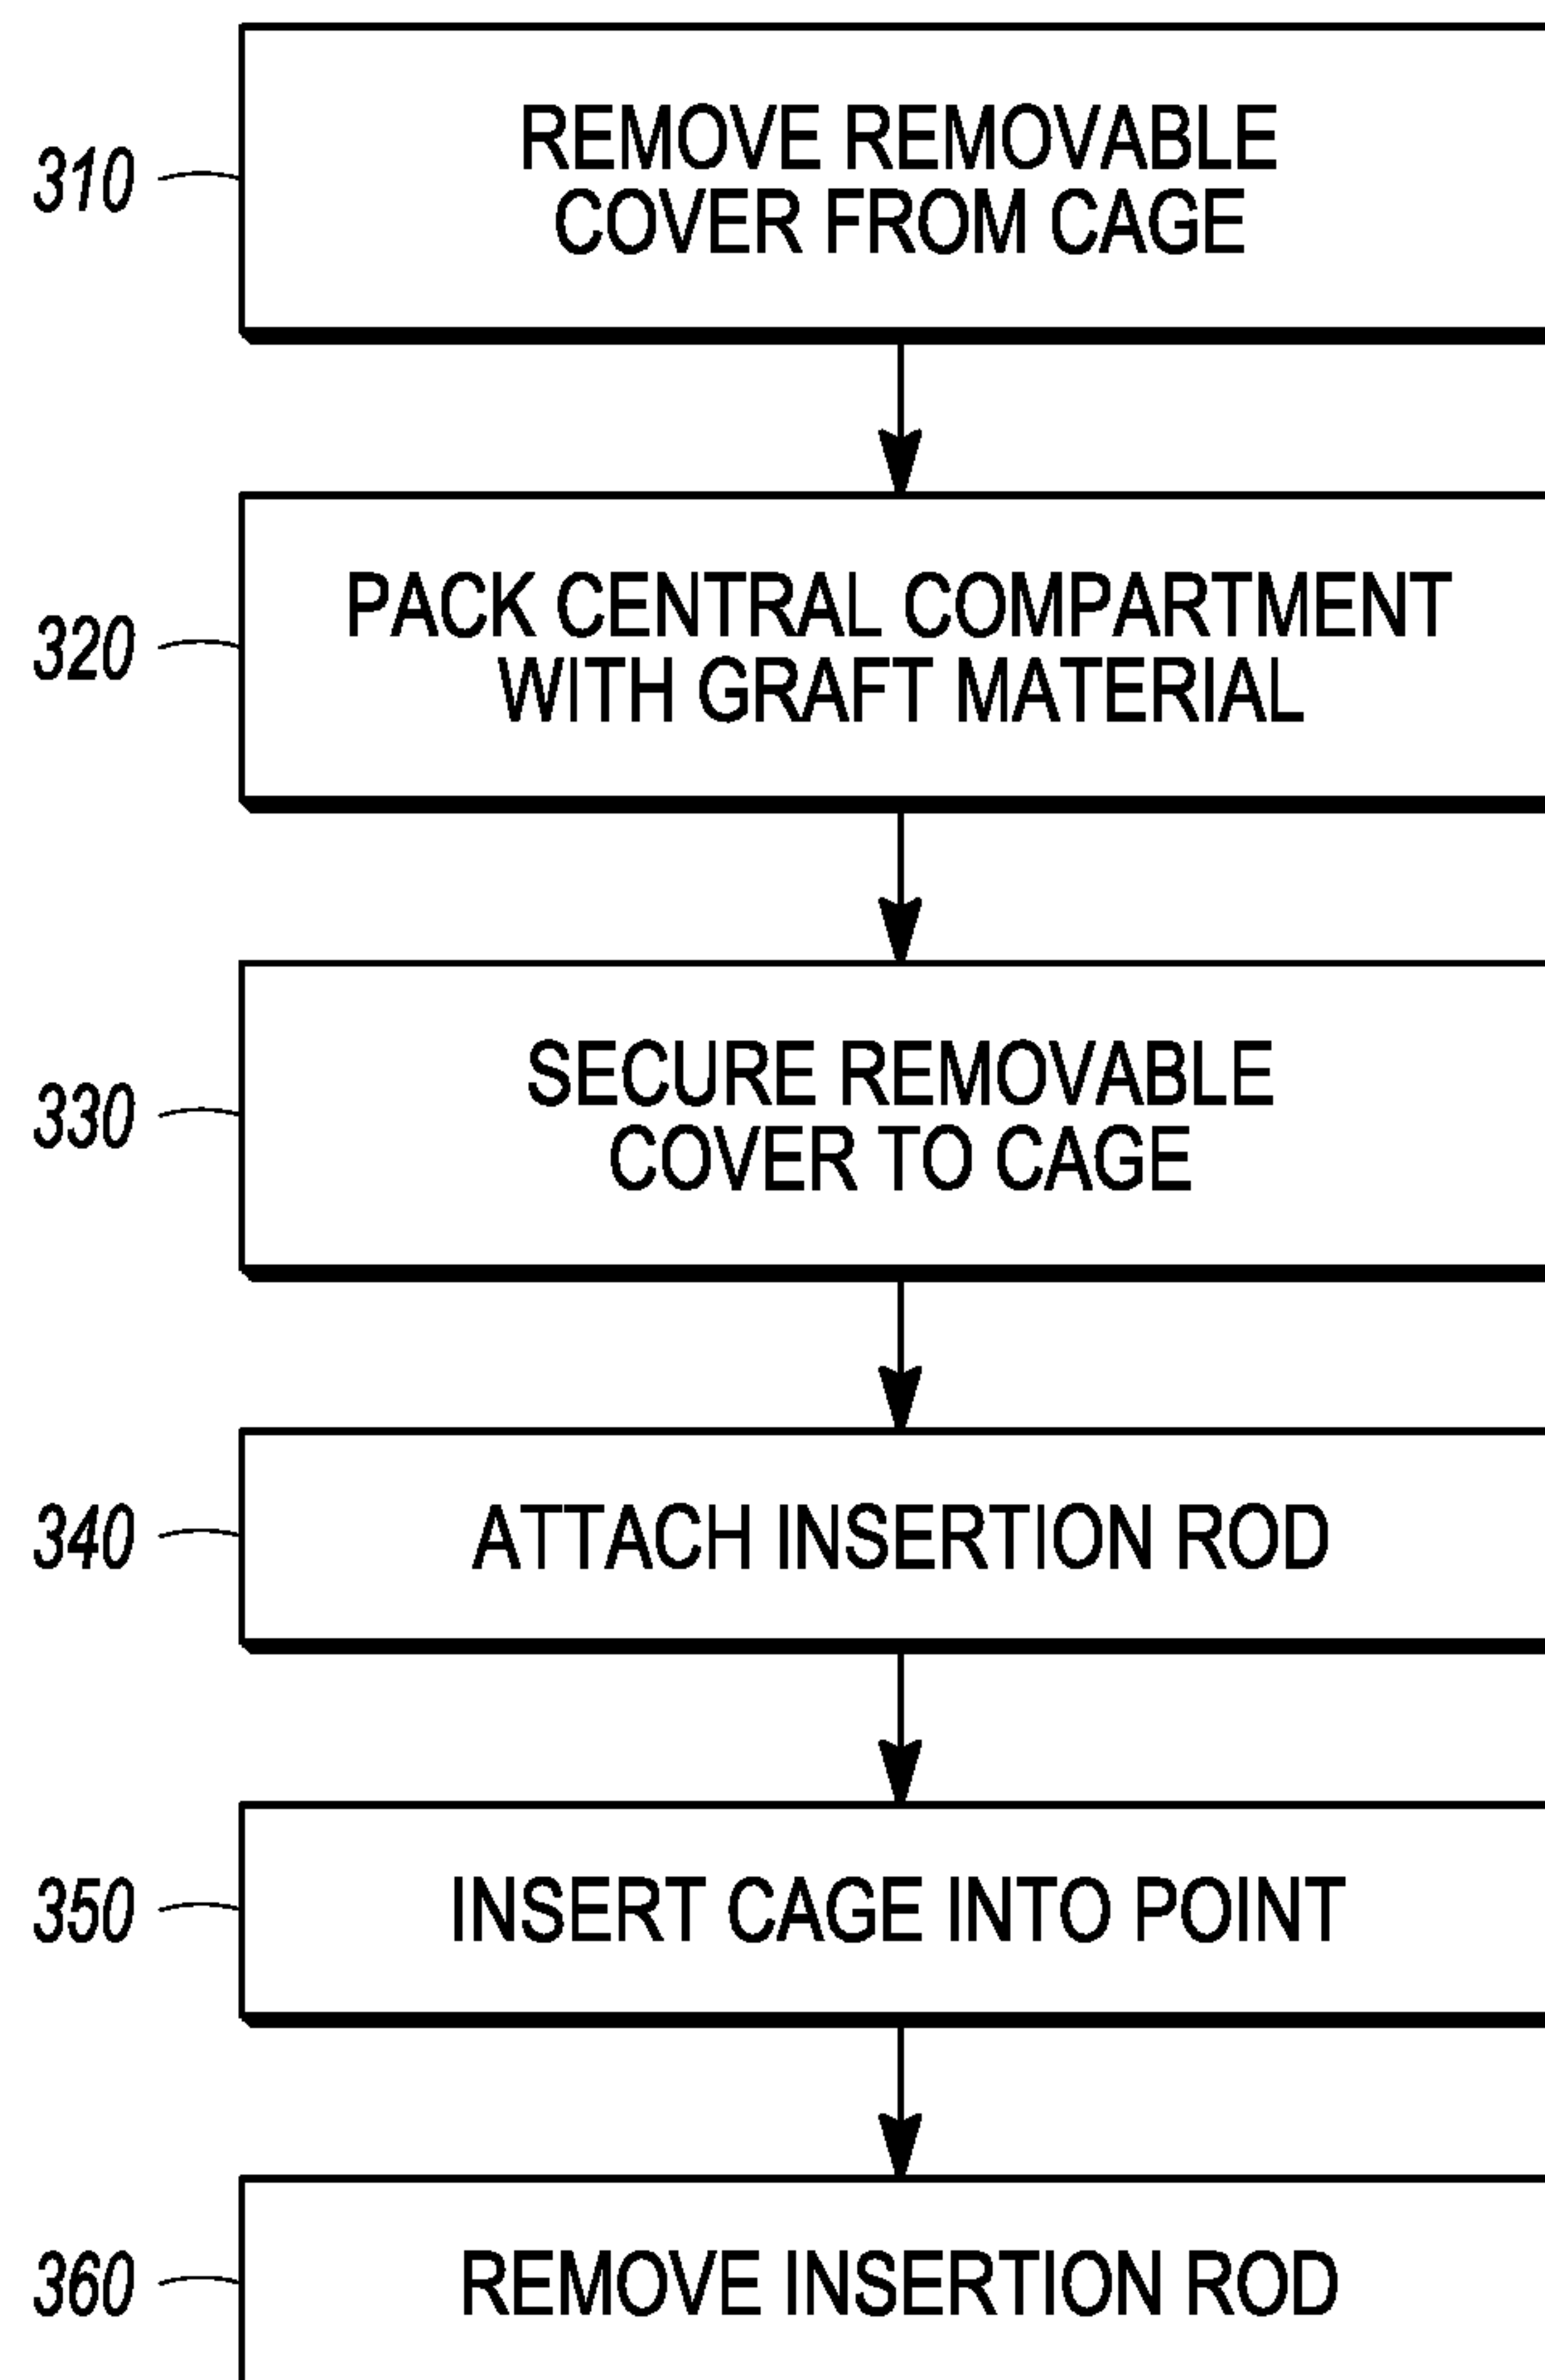 310
REMOVE REMOVABLE
COVER FROM CAGE
320
PACK CENTRAL COMPARTMENT
WITH GRAFT MATERIAL
330
SECURE REMOVABLE
COVER TO CAGE
340
ATTACH INSERTION ROD
350
INSERT CAGE INTO POINT
360
REMOVE INSERTION ROD